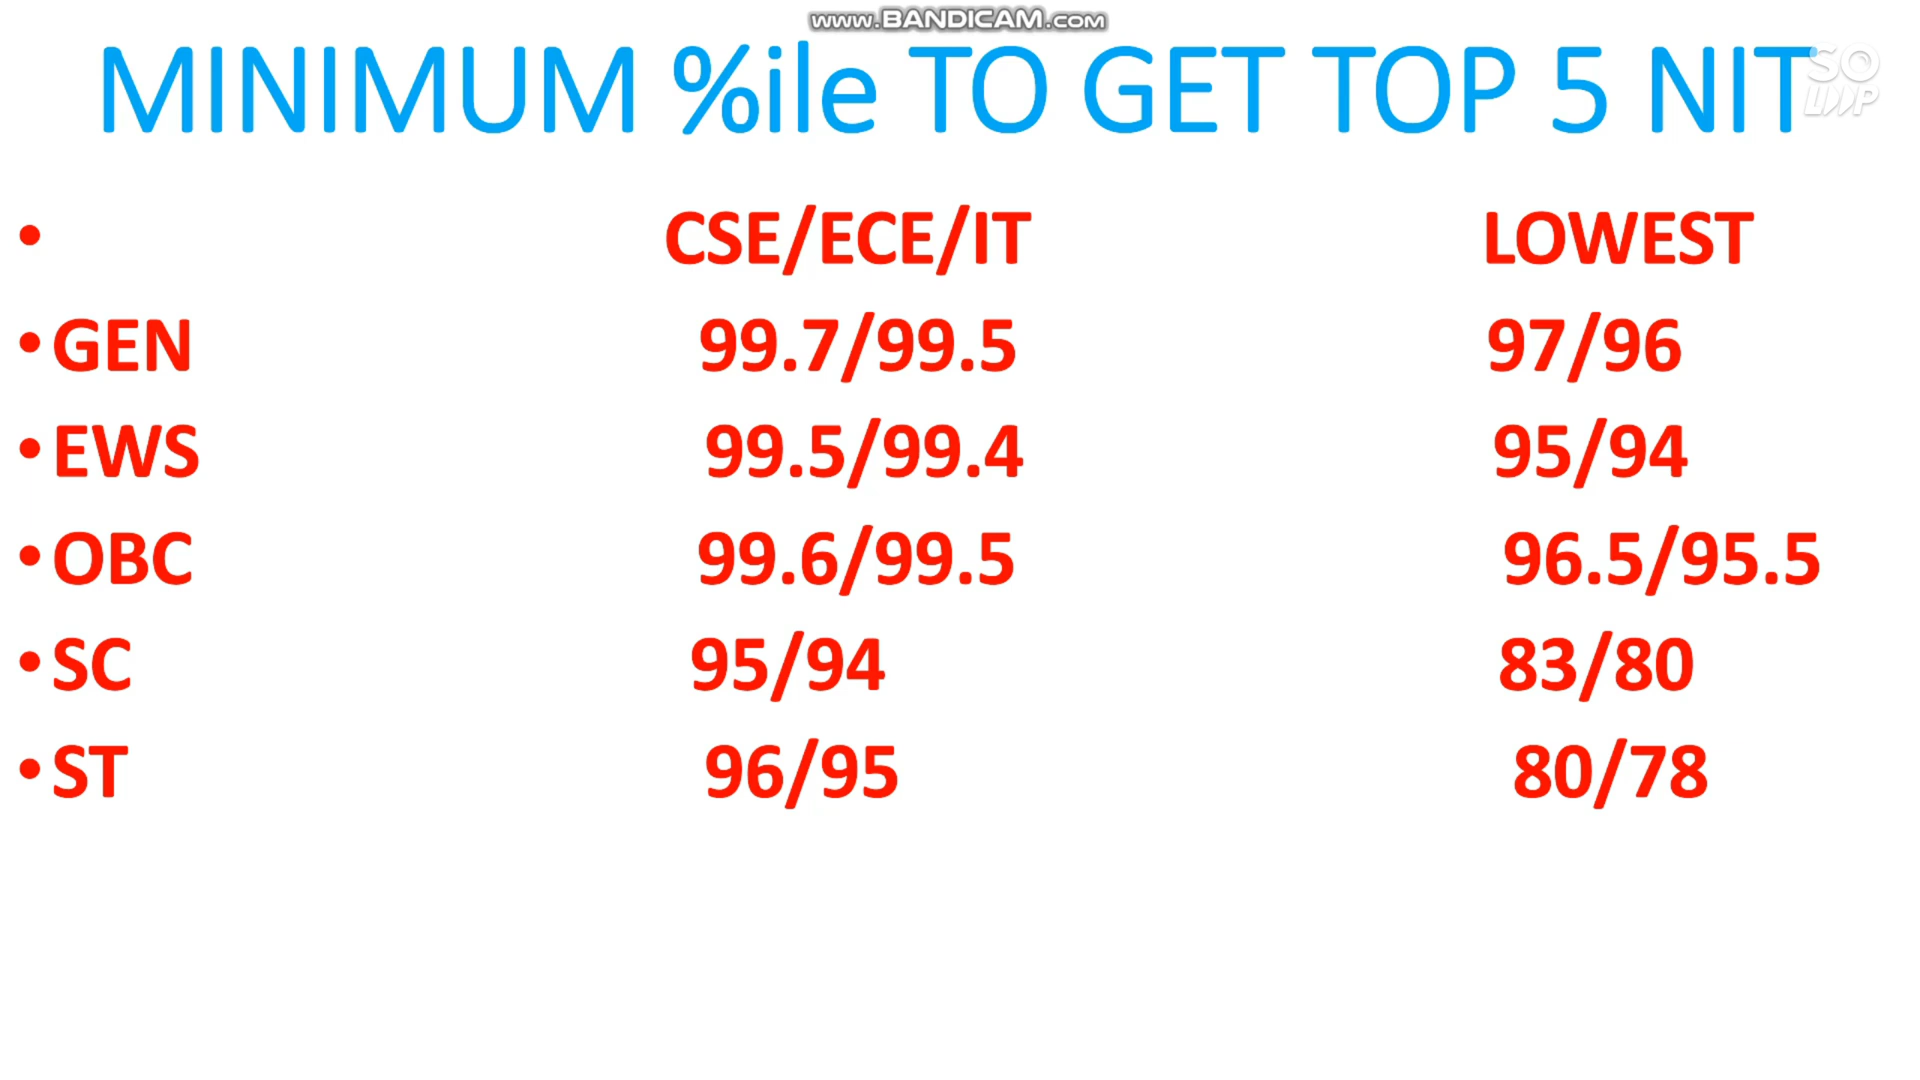 www.BANDICAM.com
MINIMUM %ile TO GET TOP 5 NIT
SO
LOOP
• CSE/ECE/IT LOWEST
• GEN 99.7/99.5 97/96
• EWS 99.5/99.4 95/94
• OBC 99.6/99.5 96.5/95.5
• SC 95/94 83/80
• ST 96/95 80/78